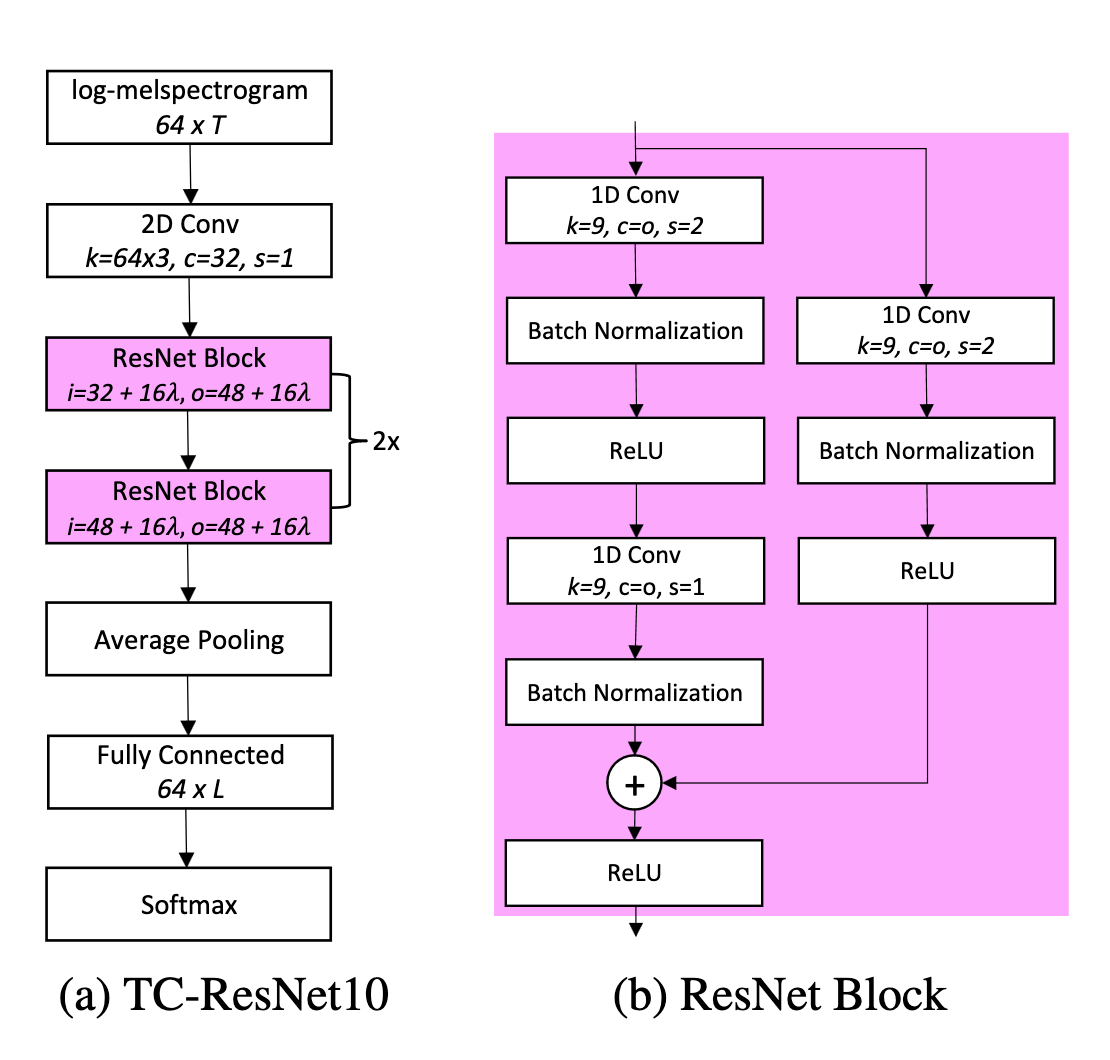 log-melspectrogram
64 x T
2D Conv
k=64x3, c=32, s=1
ResNet Block
i=32 + 16λ, o=48 + 16λ
2x
ResNet Block
i=48 + 16λ, o=48 + 16λ
Average Pooling
Fully Connected
64 x L
Softmax
(a) TC-ResNet10
1D Conv
k=9, c=o, s=2
Batch Normalization
ReLU
1D Conv
k=9, c=o, s=1
Batch Normalization
+
ReLU
1D Conv
k=9, c=o, s=2
Batch Normalization
ReLU
(b) ResNet Block